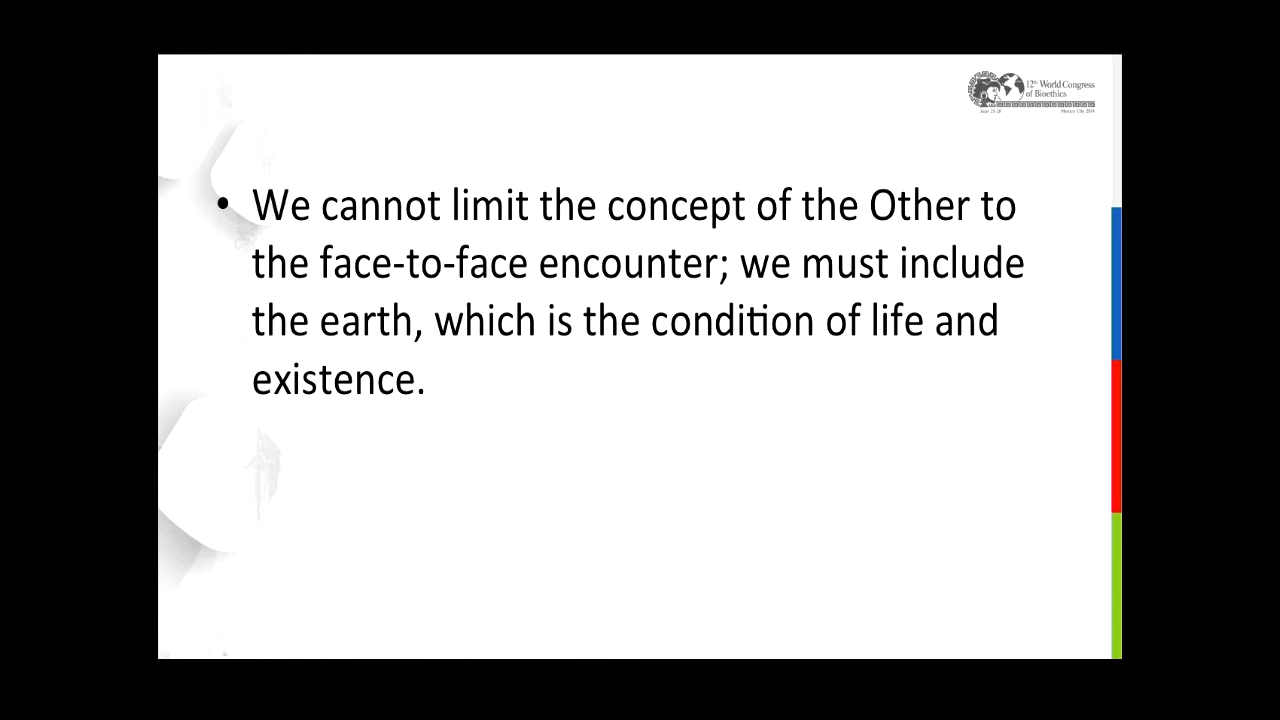 12th World Congress
of Bioethics
• We cannot limit the concept of the Other to
the face-to-face encounter; we must include
the earth, which is the condition of life and
existence.